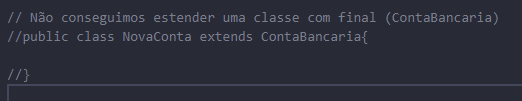 // Não conseguimos estender uma classe com final (ContaBancaria)
//public class NovaConta extends ContaBancaria{
//}